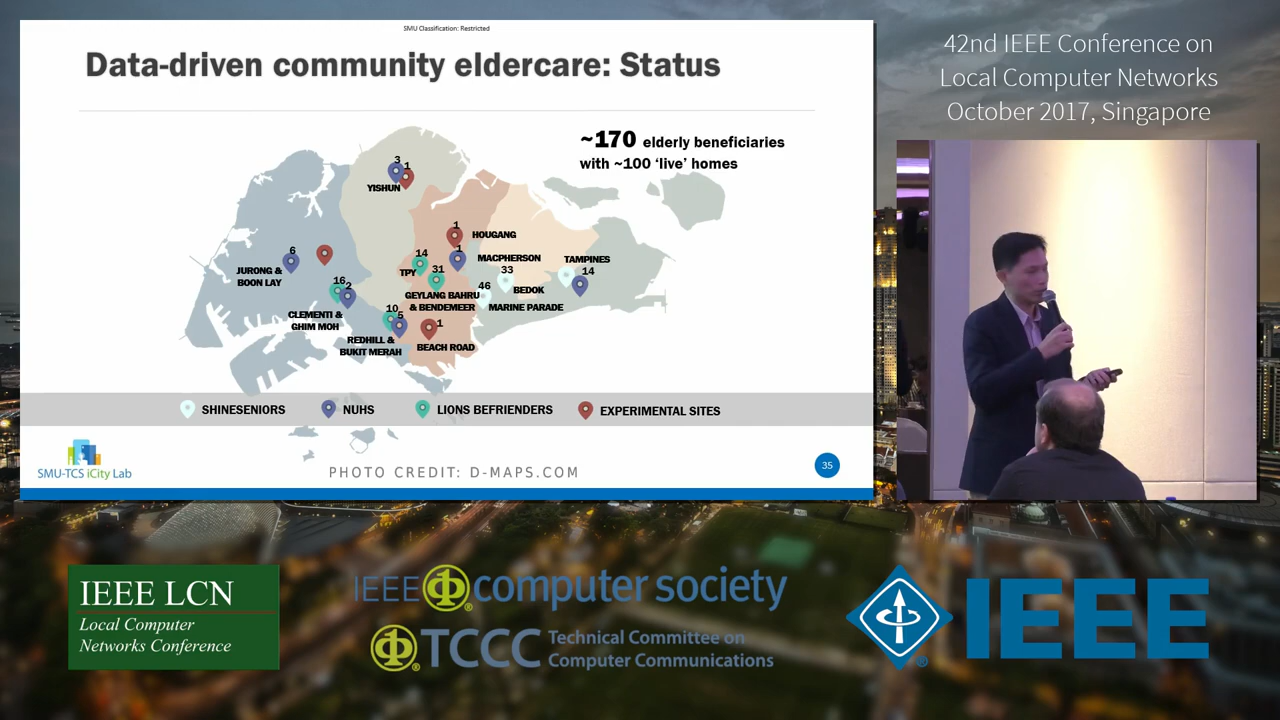 SMU Classification: Restricted
Data-driven community eldercare: Status
~170 elderly beneficiaries
with ~100 ‘live’ homes
3
1
YISHUN
1
HOUGANG
1
MACPHERSON
14
TPY
31
GEYLANG BAHRU
& BENDEMEER
33
BEDOK
TAMPINES
14
46
MARINE PARADE
6
JURONG &
BOON LAY
16
2
CLEMENTI &
GHIM MOH
10
5
REDHILL &
BUKIT MERAH
1
BEACH ROAD
SHINESENIORS
NUHS
LIONS BEFRIENDERS
EXPERIMENTAL SITES
SMU-TCS iCity Lab
PHOTO CREDIT: D-MAPS.COM
35
42nd IEEE Conference on
Local Computer Networks
October 2017, Singapore
IEEE LCN
Local Computer
Networks Conference
IEEE computer society
TCCC Technical Committee on
Computer Communications
IEEE